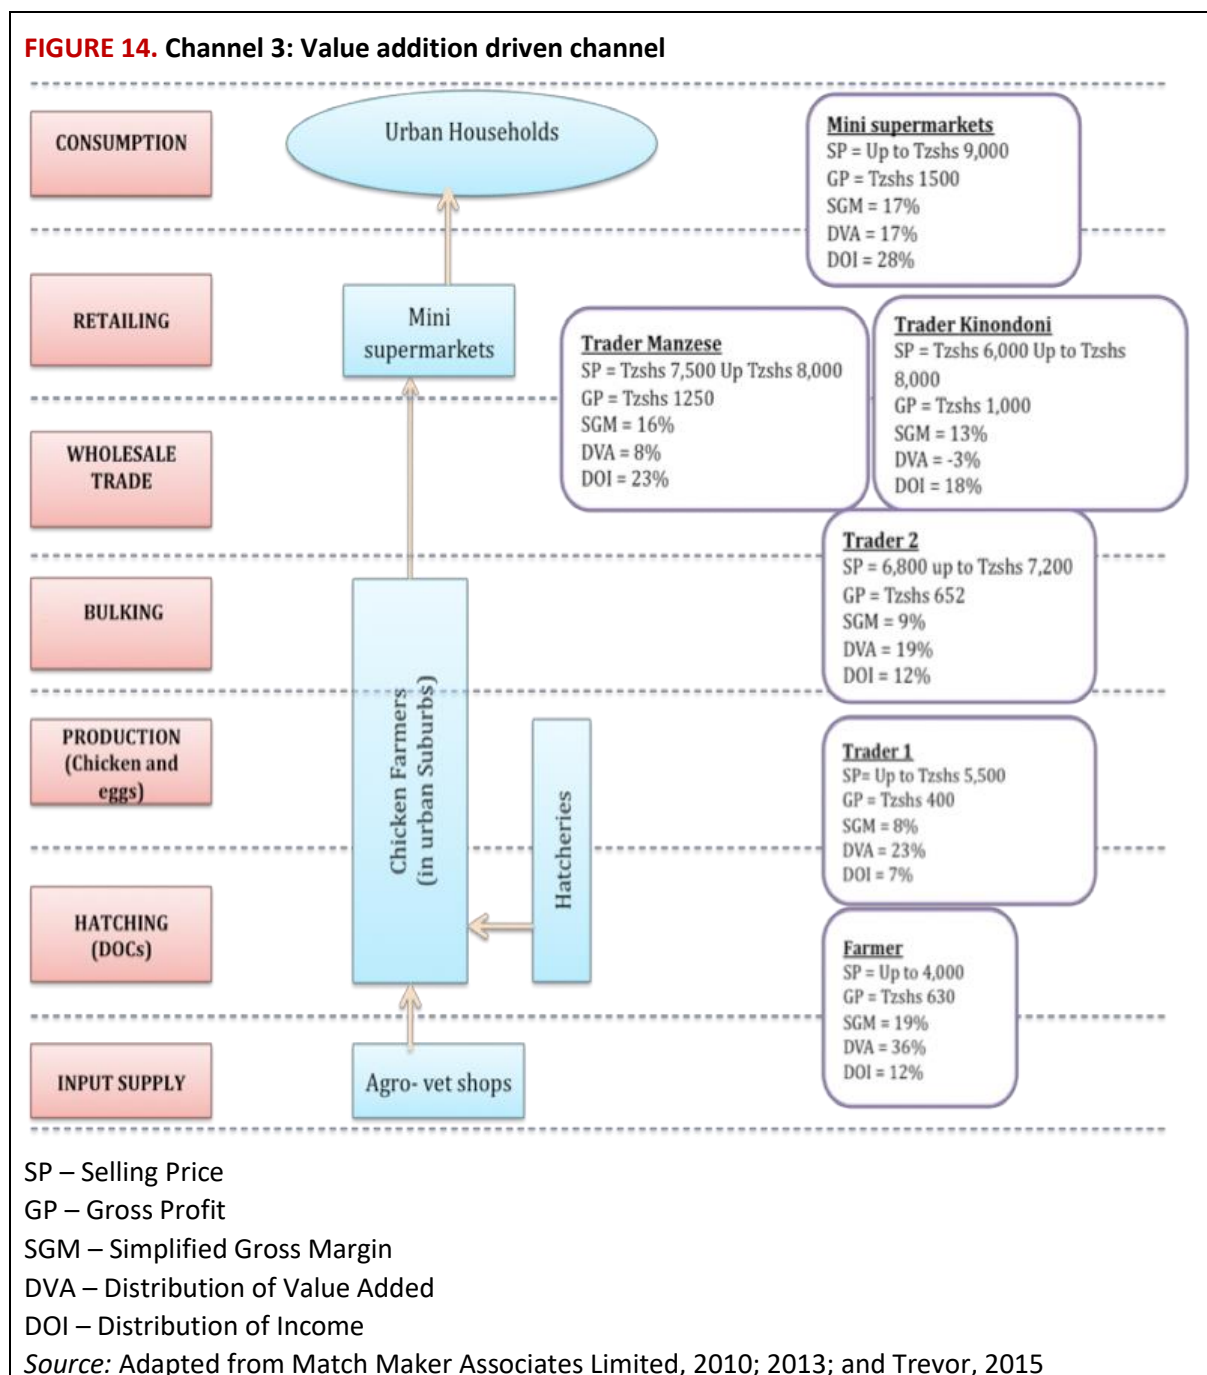 FIGURE 14. Channel 3: Value addition driven channel
CONSUMPTION
Urban Households
Mini supermarkets
SP = Up to Tzshs 9,000
GP = Tzshs 1500
SGM = 17%
DVA = 17%
DOI = 28%
RETAILING
Mini
supermarkets
Trader Manzese
SP = Tzshs 7,500 Up Tzshs 8,000
GP = Tzshs 1250
SGM = 16%
DVA = 8%
DOI = 23%
Trader Kinondoni
SP = Tzshs 6,000 Up to Tzshs
8,000
GP = Tzshs 1,000
SGM = 13%
DVA = -3%
DOI = 18%
WHOLESALE
TRADE
Trader 2
SP = 6,800 up to Tzshs 7,200
GP = Tzshs 652
SGM = 9%
DVA = 19%
DOI = 12%
BULKING
Chicken Farmers
(in urban Suburbs)
PRODUCTION
(Chicken and
eggs)
Hatcheries
Trader 1
SP= Up to Tzshs 5,500
GP = Tzshs 400
SGM = 8%
DVA = 23%
DOI = 7%
HATCHING
(DOCs)
Farmer
SP = Up to 4,000
GP = Tzshs 630
SGM = 19%
DVA = 36%
DOI = 12%
INPUT SUPPLY
Agro- vet shops
SP – Selling Price
GP – Gross Profit
SGM – Simplified Gross Margin
DVA – Distribution of Value Added
DOI – Distribution of Income
Source: Adapted from Match Maker Associates Limited, 2010; 2013; and Trevor, 2015